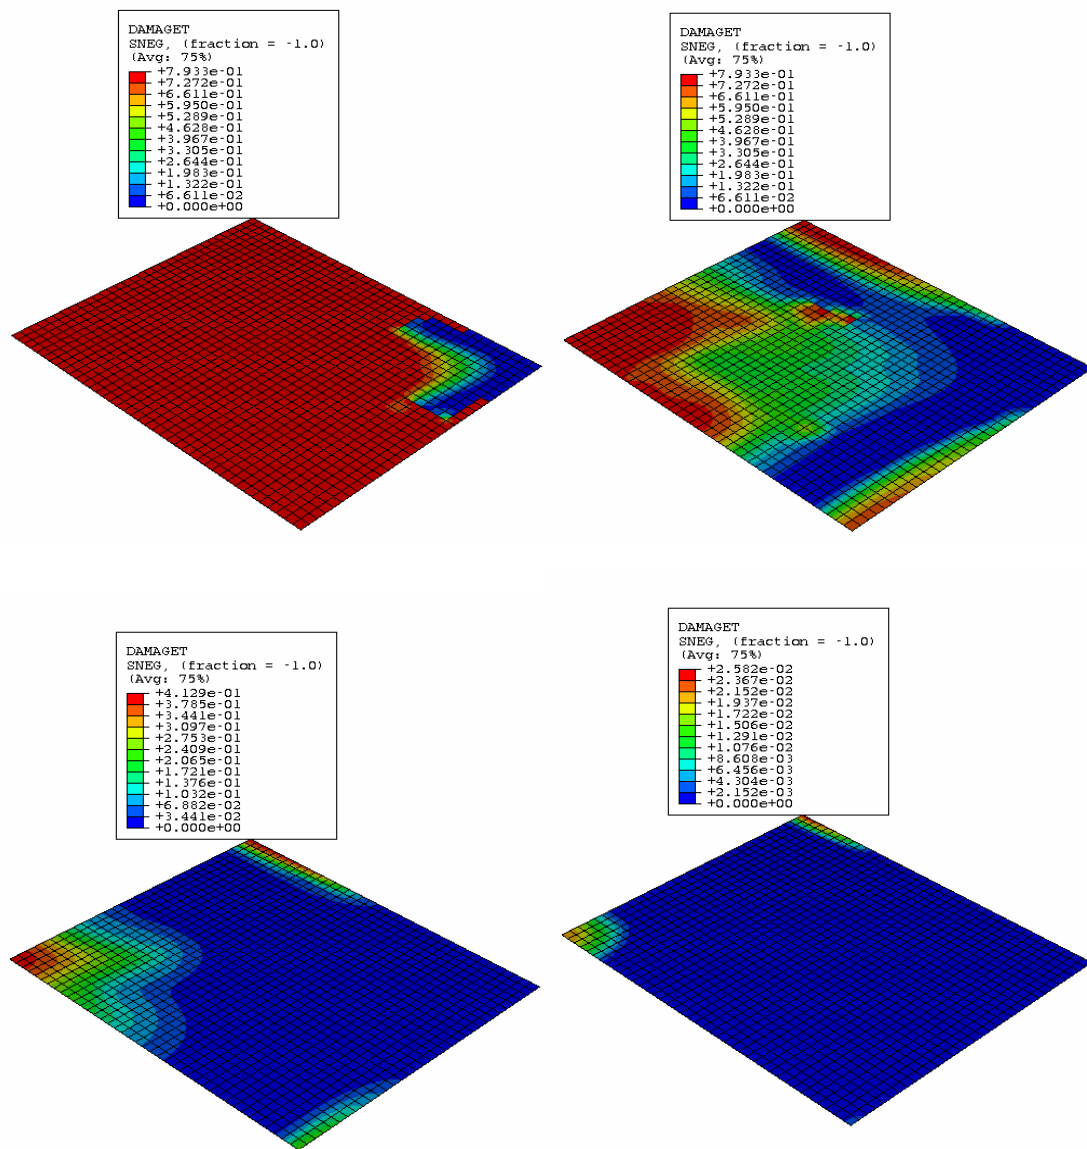 DAMAGET
SNEG, (fraction = -1.0)
(Avg: 75%)
+7.933e-01
+7.272e-01
+6.611e-01
+5.950e-01
+5.289e-01
+4.628e-01
+3.967e-01
+3.305e-01
+2.644e-01
+1.983e-01
+1.322e-01
+6.611e-02
+0.000e+00
DAMAGET
SNEG, (fraction = -1.0)
(Avg: 75%)
+7.933e-01
+7.272e-01
+6.611e-01
+5.950e-01
+5.289e-01
+4.628e-01
+3.967e-01
+3.305e-01
+2.644e-01
+1.983e-01
+1.322e-01
+6.611e-02
+0.000e+00
DAMAGET
SNEG, (fraction = -1.0)
(Avg: 75%)
+4.129e-01
+3.785e-01
+3.441e-01
+3.097e-01
+2.753e-01
+2.409e-01
+2.065e-01
+1.721e-01
+1.376e-01
+1.032e-01
+6.882e-02
+3.441e-02
+0.000e+00
DAMAGET
SNEG, (fraction = -1.0)
(Avg: 75%)
+2.582e-02
+2.367e-02
+2.152e-02
+1.937e-02
+1.722e-02
+1.506e-02
+1.291e-02
+1.076e-02
+8.608e-03
+6.456e-03
+4.304e-03
+2.152e-03
+0.000e+00